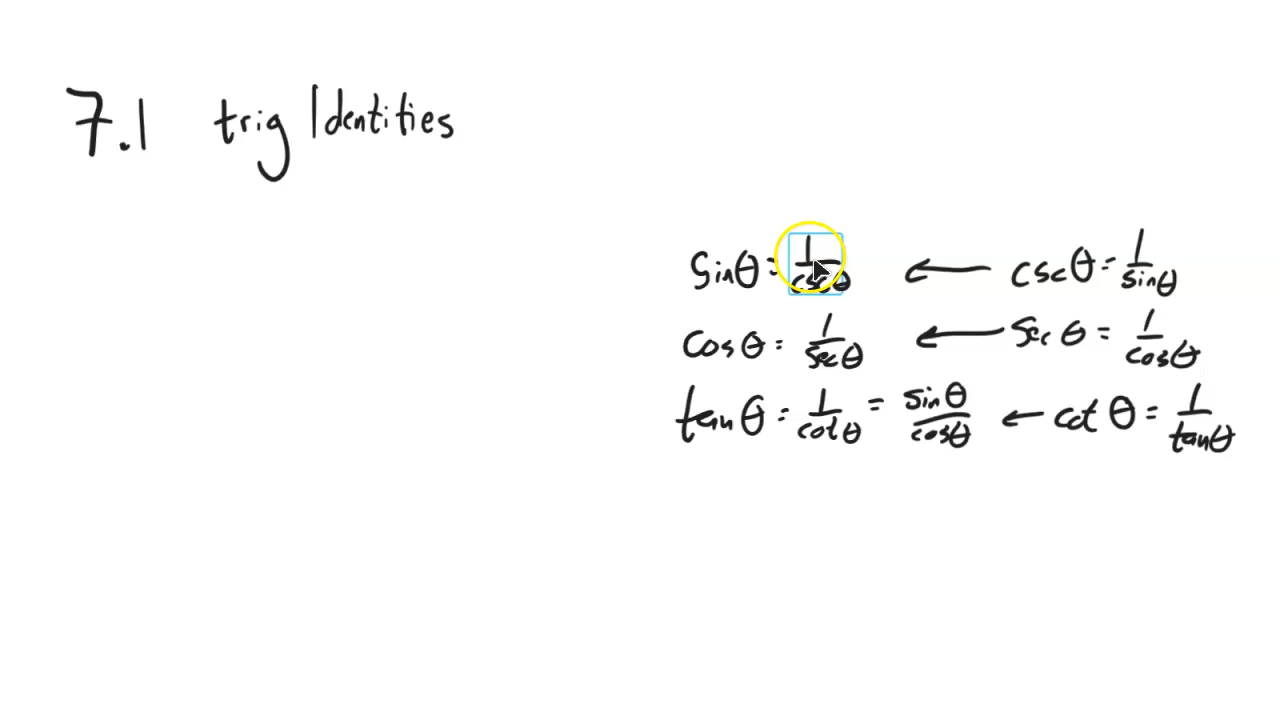 7.1 trig Identities
sinθ = 1/cscθ ← cscθ = 1/sinθ
cosθ = 1/secθ ← secθ = 1/cosθ
tanθ = 1/cotθ = sinθ/cosθ ← cotθ = 1/tanθ